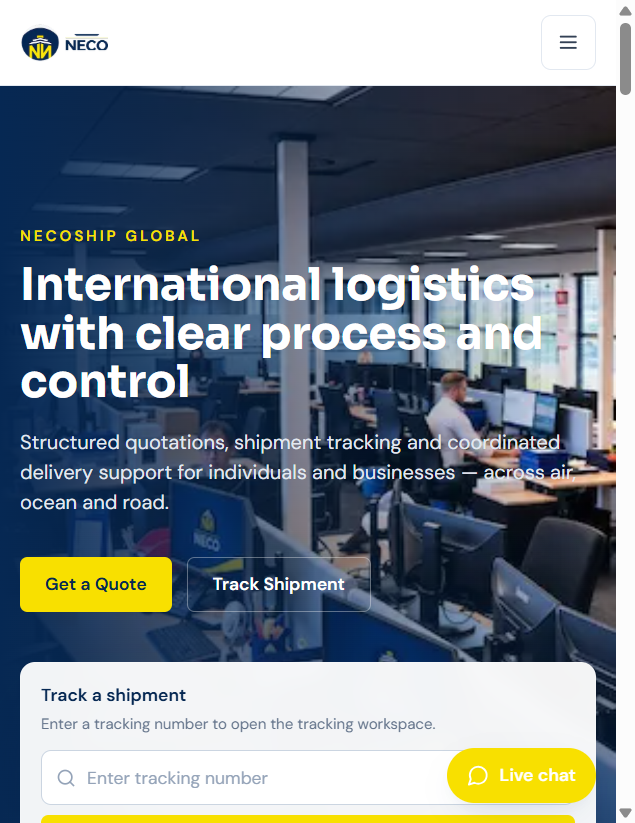 NECO
NECOSHIP GLOBAL
International logistics
with clear process and
control
Structured quotations, shipment tracking and coordinated
delivery support for individuals and businesses — across air,
ocean and road.
Get a Quote
Track Shipment
Track a shipment
Enter a tracking number to open the tracking workspace.
Enter tracking number
Live chat